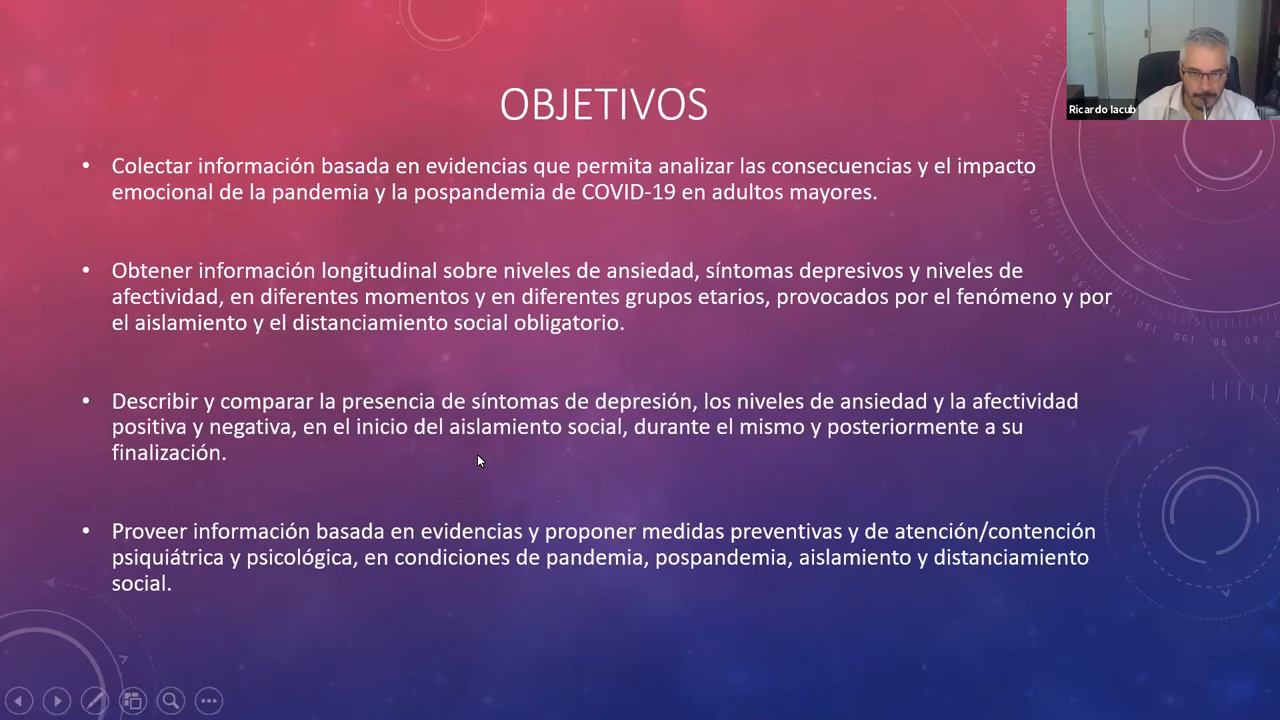 OBJETIVOS
Ricardo Iacub
• Colectar información basada en evidencias que permita analizar las consecuencias y el impacto
emocional de la pandemia y la pospandemia de COVID-19 en adultos mayores.
• Obtener información longitudinal sobre niveles de ansiedad, síntomas depresivos y niveles de
afectividad, en diferentes momentos y en diferentes grupos etarios, provocados por el fenómeno y por
el aislamiento y el distanciamiento social obligatorio.
• Describir y comparar la presencia de síntomas de depresión, los niveles de ansiedad y la afectividad
positiva y negativa, en el inicio del aislamiento social, durante el mismo y posteriormente a su
finalización.
• Proveer información basada en evidencias y proponer medidas preventivas y de atención/contención
psiquiátrica y psicológica, en condiciones de pandemia, pospandemia, aislamiento y distanciamiento
social.